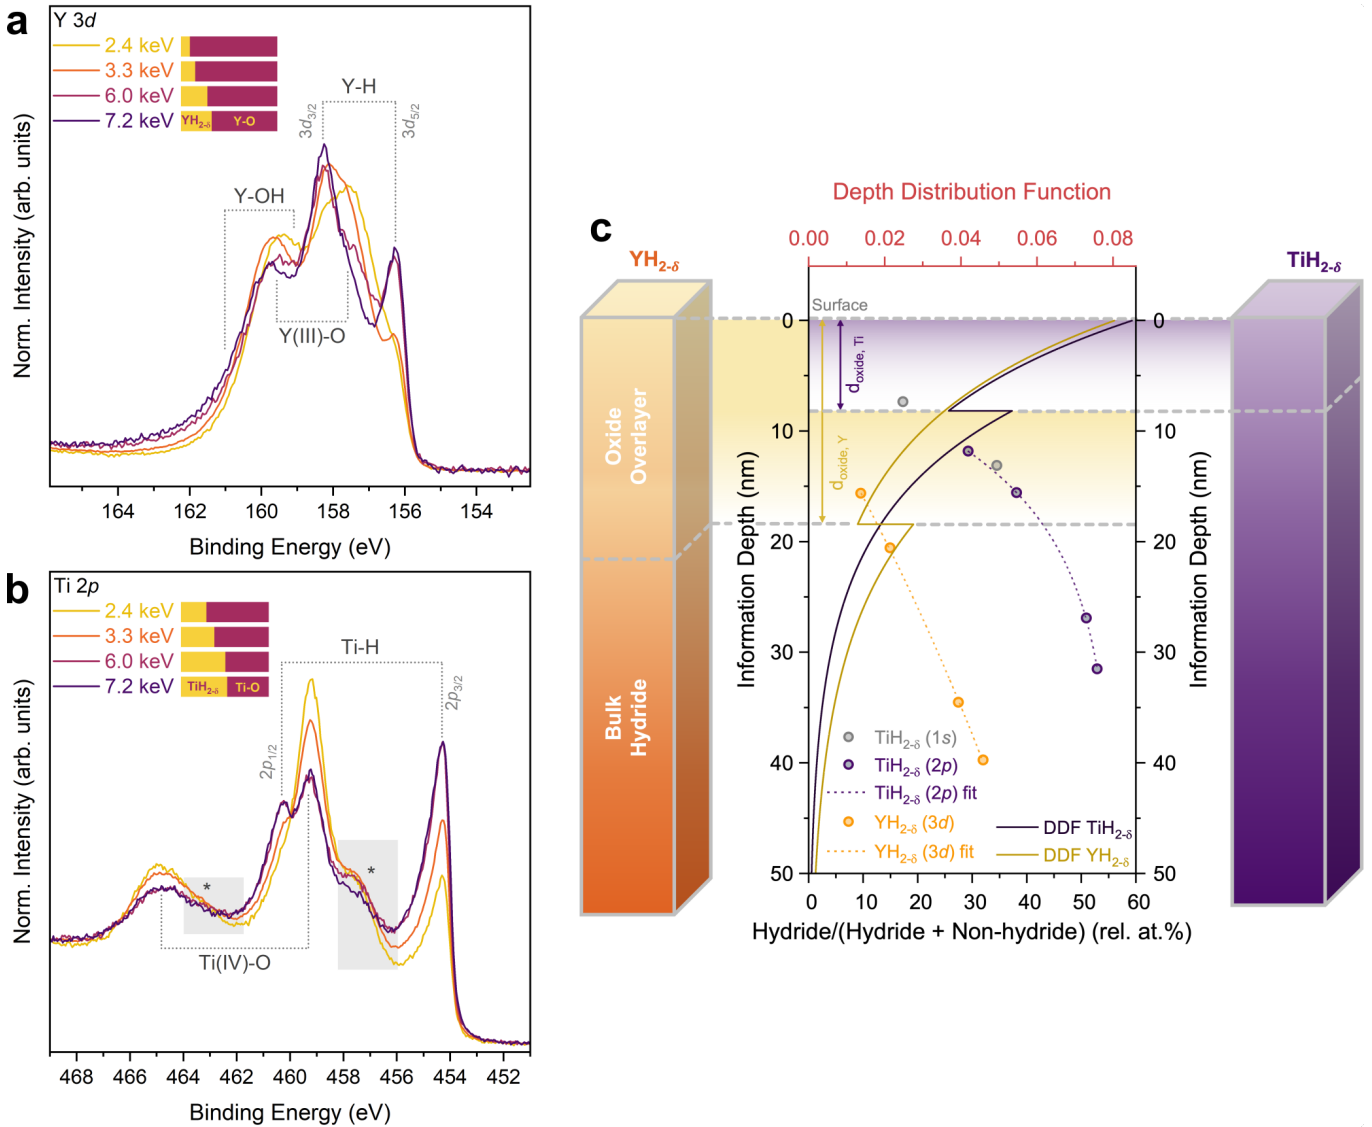 a
Y 3d
2.4 keV
3.3 keV
6.0 keV
7.2 keV
YH2-δ
Y-O
Y-H
3d3/2
3d5/2
Y-OH
Y(III)-O
Norm. Intensity (arb. units)
164
162
160
158
156
154
Binding Energy (eV)
b
Ti 2p
2.4 keV
3.3 keV
6.0 keV
7.2 keV
TiH2-δ
Ti-O
Ti-H
2p1/2
2p3/2
*
*
Ti(IV)-O
Norm. Intensity (arb. units)
468
466
464
462
460
458
456
454
452
Binding Energy (eV)
c
Depth Distribution Function
0.00
0.02
0.04
0.06
0.08
YH2-δ
TiH2-δ
Oxide
Overlayer
Bulk
Hydride
Surface
doxide, Ti
doxide, Y
Information Depth (nm)
0
10
20
30
40
50
Information Depth (nm)
0
10
20
30
40
50
TiH2-δ (1s)
TiH2-δ (2p)
TiH2-δ (2p) fit
YH2-δ (3d)
YH2-δ (3d) fit
DDF TiH2-δ
DDF YH2-δ
0
10
20
30
40
50
60
Hydride/(Hydride + Non-hydride) (rel. at.%)